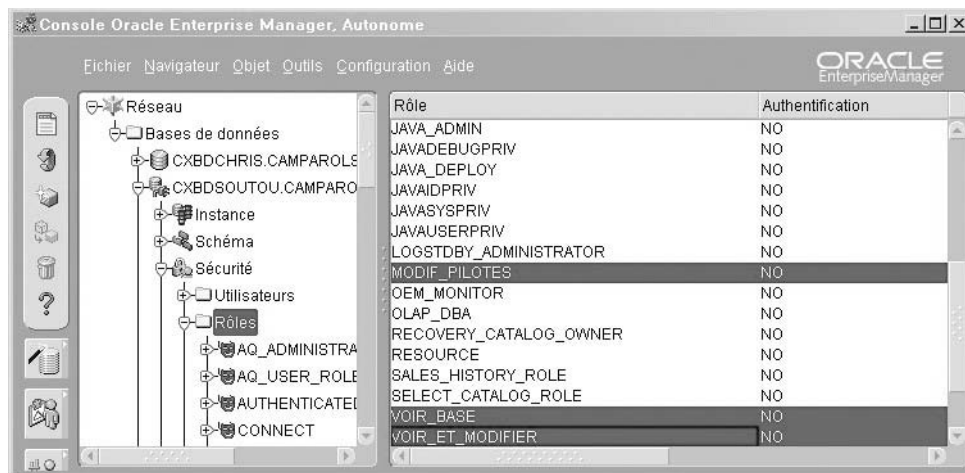 Console Oracle Enterprise Manager, Autonome
Fichier Navigateur Objet Outils Configuration Aide
ORACLE
EnterpriseManager
Réseau
Bases de données
CXBDCHRIS.CAMPAROLS
CXBDSOUTOU.CAMPARO
Instance
Schéma
Sécurité
Utilisateurs
Rôles
AQ_ADMINISTRA
AQ_USER_ROLE
AUTHENTICATE
CONNECT
Rôle Authentification
JAVA_ADMIN NO
JAVADEBUGPRIV NO
JAVA_DEPLOY NO
JAVAIDPRIV NO
JAVASYSPRIV NO
JAVAUSERPRIV NO
LOGSTDBY_ADMINISTRATOR NO
MODIF_PILOTES NO
OEM_MONITOR NO
OLAP_DBA NO
RECOVERY_CATALOG_OWNER NO
RESOURCE NO
SALES_HISTORY_ROLE NO
SELECT_CATALOG_ROLE NO
VOIR_BASE NO
VOIR_ET_MODIFIER NO